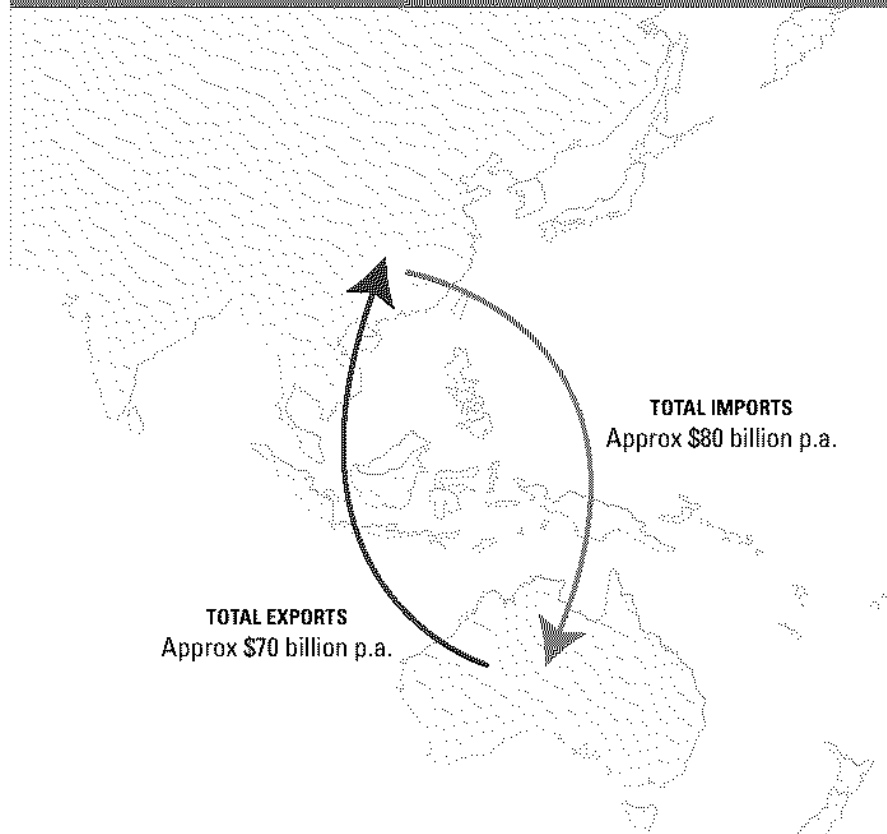 TOTAL IMPORTS
Approx $80 billion p.a.
TOTAL EXPORTS
Approx $70 billion p.a.